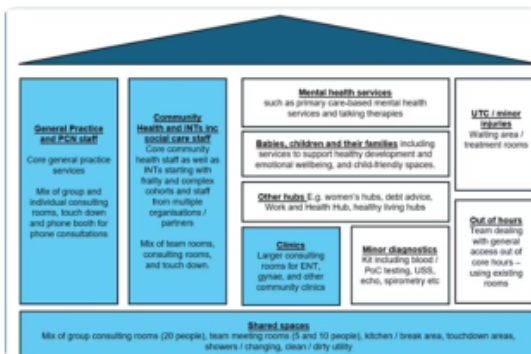 General Practice
and PCN staff
Core general practice
services
Mix of group and
individual consulting
rooms, touch down
and phone booth for
phone consultations
Community
Health and INTs inc
social care staff
Core community
health staff as well as
INTs starting with
frailty and complex
cohorts and staff
from multiple
organisations /
partners
Mix of team rooms,
consulting rooms,
and touch down.
Mental health services
such as primary care-based mental health
services and talking therapies
Babies, children and their families including
services to support healthy development and
emotional wellbeing, and child-friendly spaces.
Other hubs E.g. women's hubs, debt advice,
Work and Health Hub, healthy living hubs
Clinics
Larger consulting
rooms for ENT,
gynae, and other
community clinics
Minor diagnostics
Kit including blood /
PoC testing, USS,
echo, spirometry etc
UTC / minor
injuries
Waiting area /
treatment rooms
Out of hours
Team dealing
with general
access out of
core hours –
using existing
rooms
Shared spaces
Mix of group consulting rooms (20 people), team meeting rooms (5 and 10 people), kitchen / break area, touchdown areas,
showers / changing, clean / dirty utility